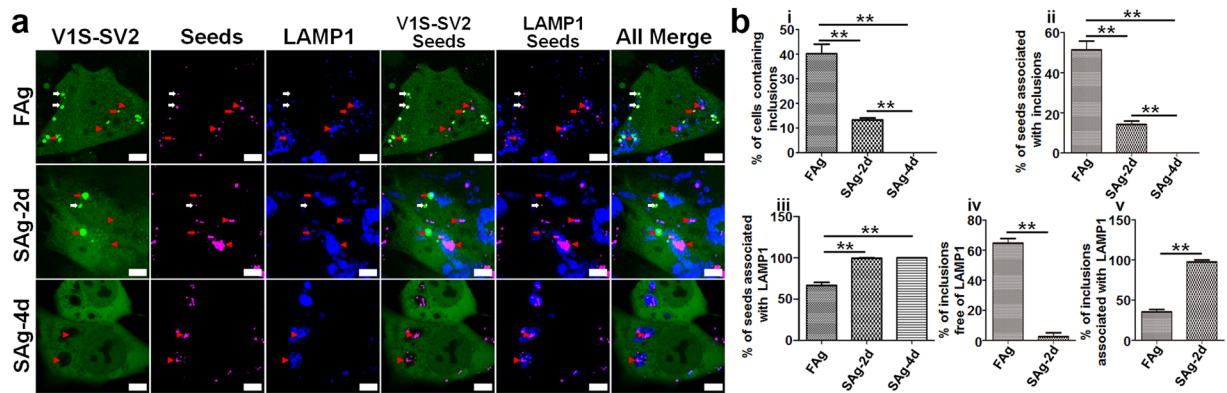 a
V1S-SV2
Seeds
LAMP1
V1S-SV2
Seeds
LAMP1
Seeds
All Merge
FAg
SAg-2d
SAg-4d
b
i
% of cells containing
inclusions
50
40
30
20
10
0
**
**
**
FAg
SAg-2d
SAg-4d
ii
% of seeds associated
with inclusions
60
40
20
0
**
**
**
FAg
SAg-2d
SAg-4d
iii
% of seeds associated
with LAMP1
150
100
50
0
**
**
FAg
SAg-2d
SAg-4d
iv
% of inclusions
free of LAMP1
80
60
40
20
0
**
FAg
SAg-2d
v
% of inclusions
associated with LAMP1
150
100
50
0
**
FAg
SAg-2d